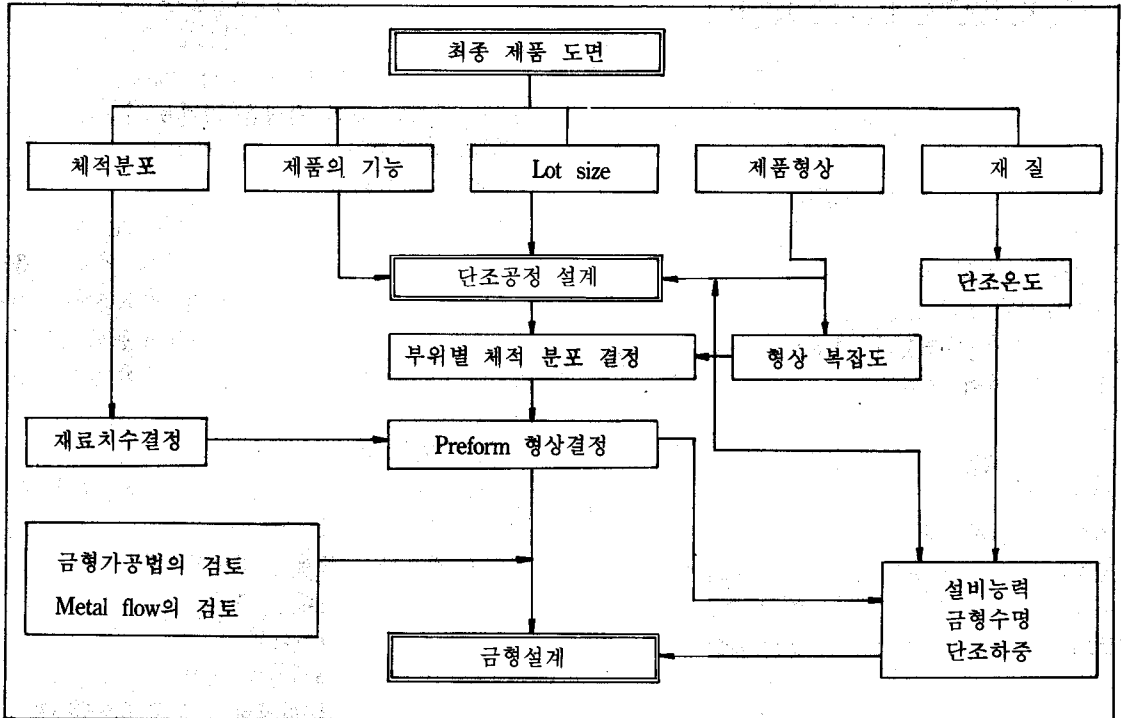 최종 제품 도면
체적분포
제품의 기능
Lot size
제품형상
재 질
단조공정 설계
단조온도
부위별 체적 분포 결정
형상 복잡도
재료치수결정
Preform 형상결정
금형가공법의 검토
Metal flow의 검토
설비능력
금형수명
단조하중
금형설계